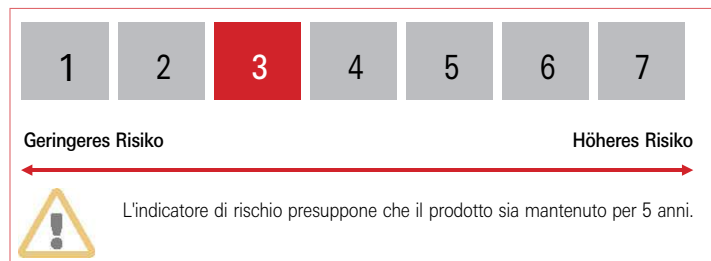 1 2 3 4 5 6 7
Geringeres Risiko Höheres Risiko
L'indicatore di rischio presuppone che il prodotto sia mantenuto per 5 anni.